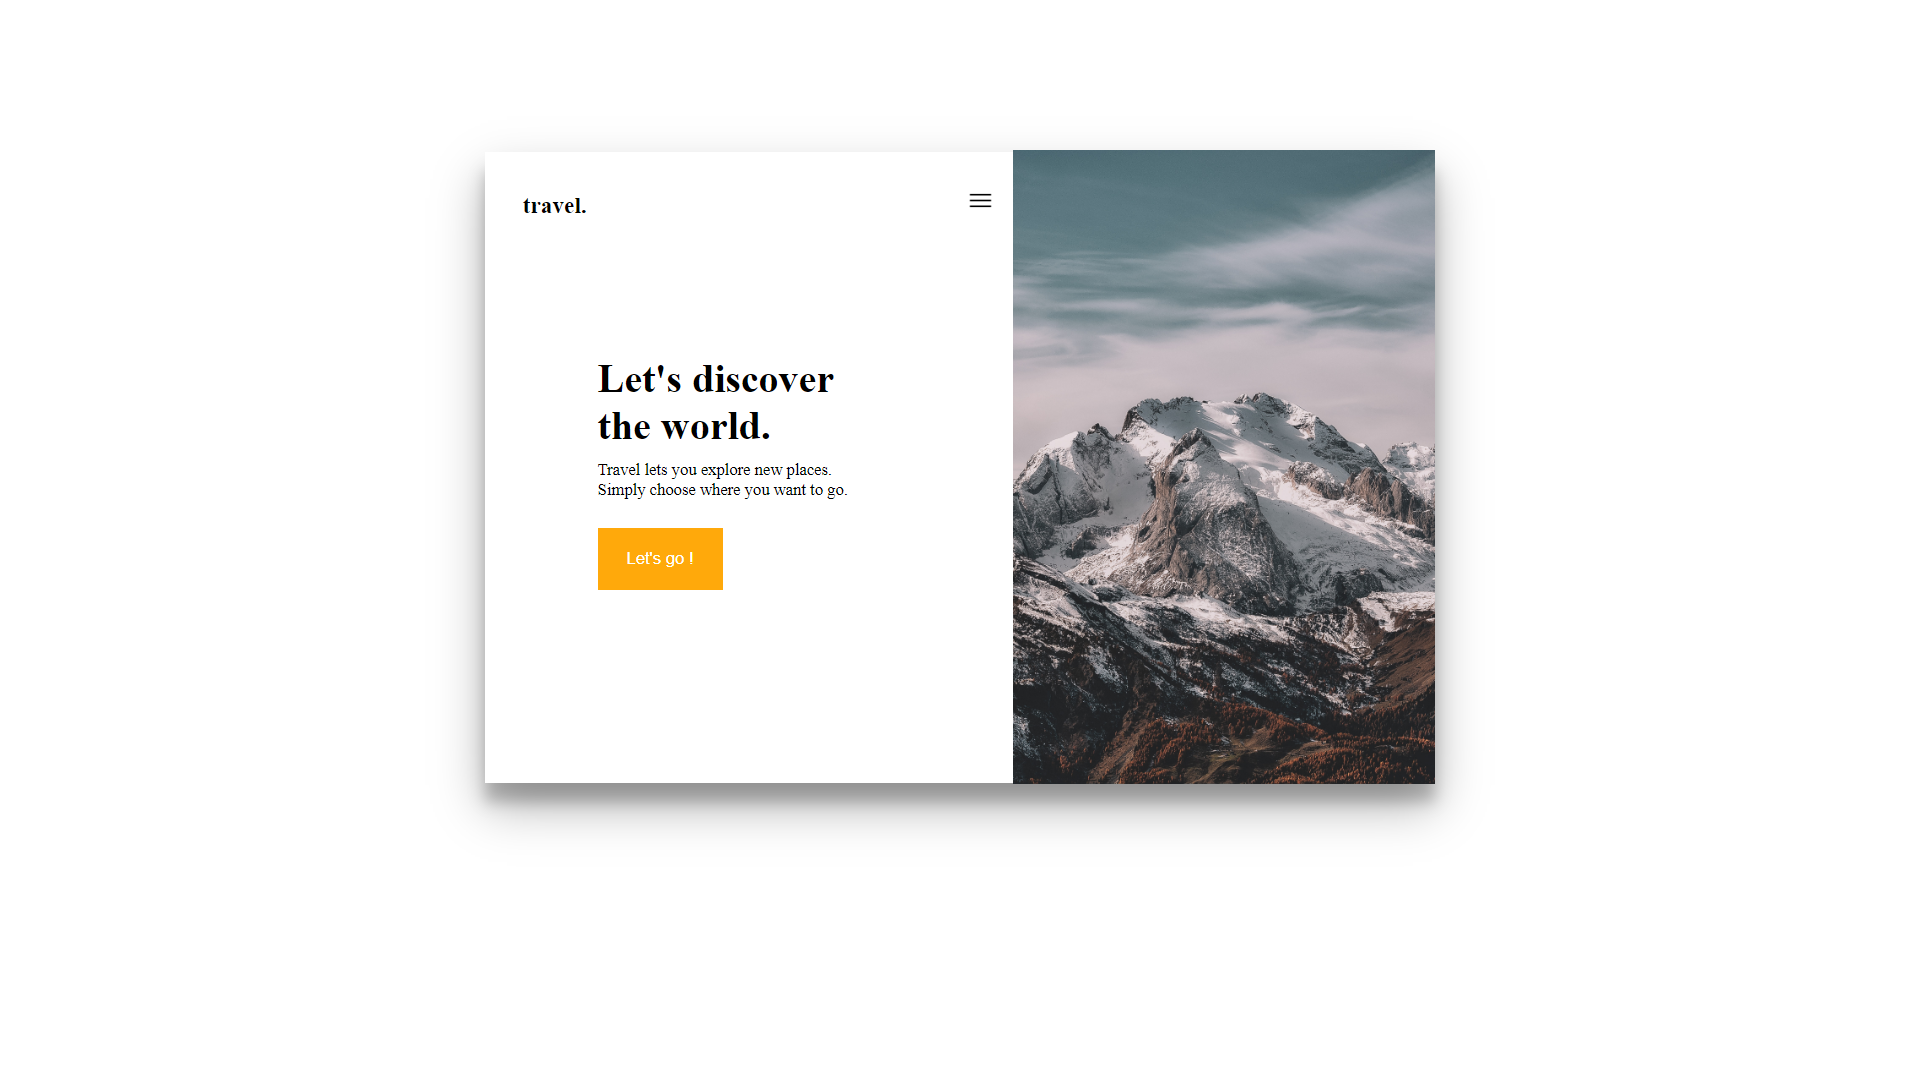 travel.
Let's discover
the world.
Travel lets you explore new places.
Simply choose where you want to go.
Let's go !